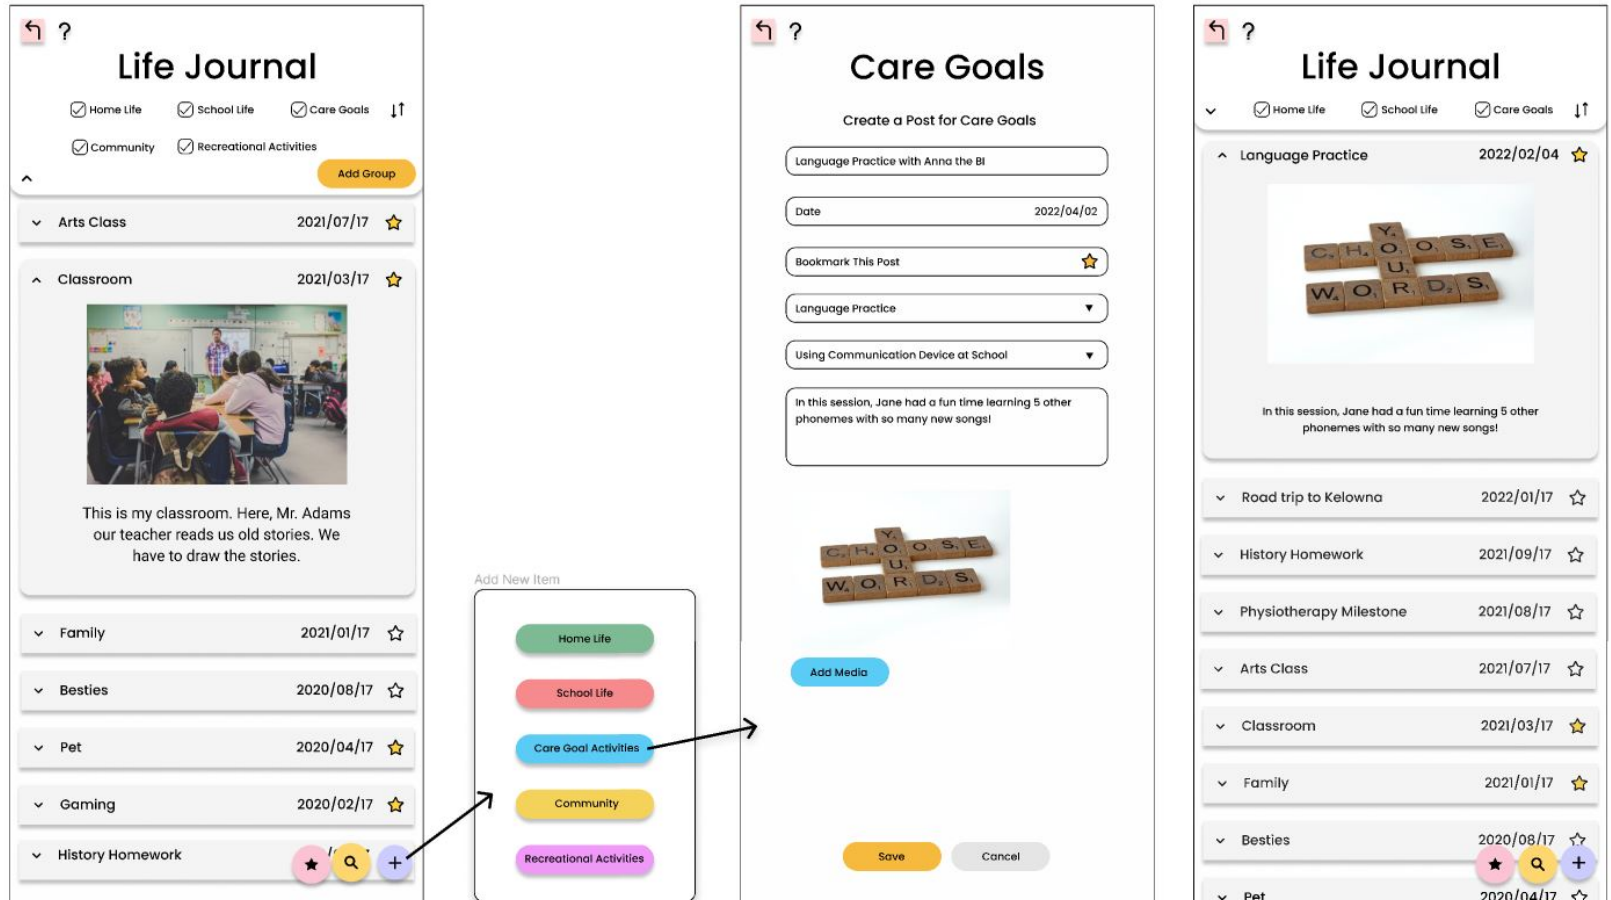 ?
Life Journal
Home Life School Life Care Goals
Community Recreational Activities
Add Group
Arts Class 2021/07/17
Classroom 2021/03/17
This is my classroom. Here, Mr. Adams
our teacher reads us old stories. We
have to draw the stories.
Family 2021/01/17
Besties 2020/08/17
Pet 2020/04/17
Gaming 2020/02/17
History Homework
Add New Item
Home Life
School Life
Care Goal Activities
Community
Recreational Activities
?
Care Goals
Create a Post for Care Goals
Language Practice with Anna the BI
Date 2022/04/02
Bookmark This Post
Language Practice
Using Communication Device at School
In this session, Jane had a fun time learning 5 other
phonemes with so many new songs!
CHOOSE
YOUR
WORDS
Add Media
Save Cancel
?
Life Journal
Home Life School Life Care Goals
Language Practice 2022/02/04
CHOOSE
YOUR
WORDS
In this session, Jane had a fun time learning 5 other
phonemes with so many new songs!
Road trip to Kelowna 2022/01/17
History Homework 2021/09/17
Physiotherapy Milestone 2021/08/17
Arts Class 2021/07/17
Classroom 2021/03/17
Family 2021/01/17
Besties 2020/08/17
Pet 2020/04/17